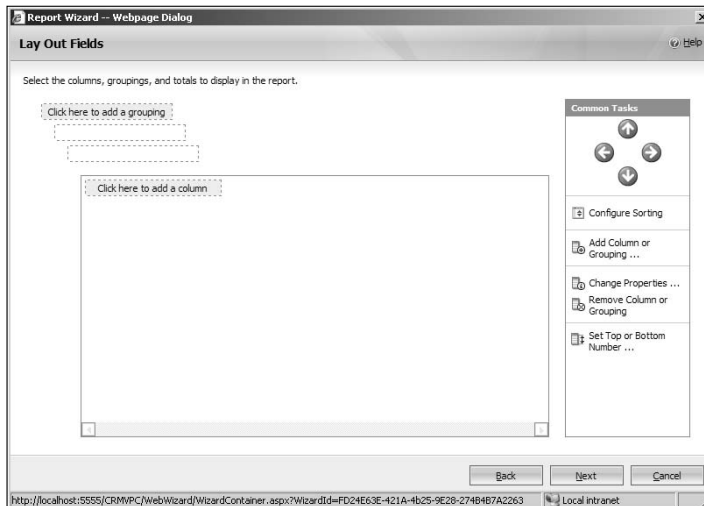 Report Wizard -- Webpage Dialog
Lay Out Fields
Help
Select the columns, groupings, and totals to display in the report.
Click here to add a grouping
Click here to add a column
Common Tasks
Configure Sorting
Add Column or
Grouping ...
Change Properties ...
Remove Column or
Grouping
Set Top or Bottom
Number ...
Back
Next
Cancel
http://localhost:5555/CRMVPC/WebWizard/WizardContainer.aspx?WizardId=FD24E63E-421A-4b25-9E28-274B4B7A2263
Local intranet